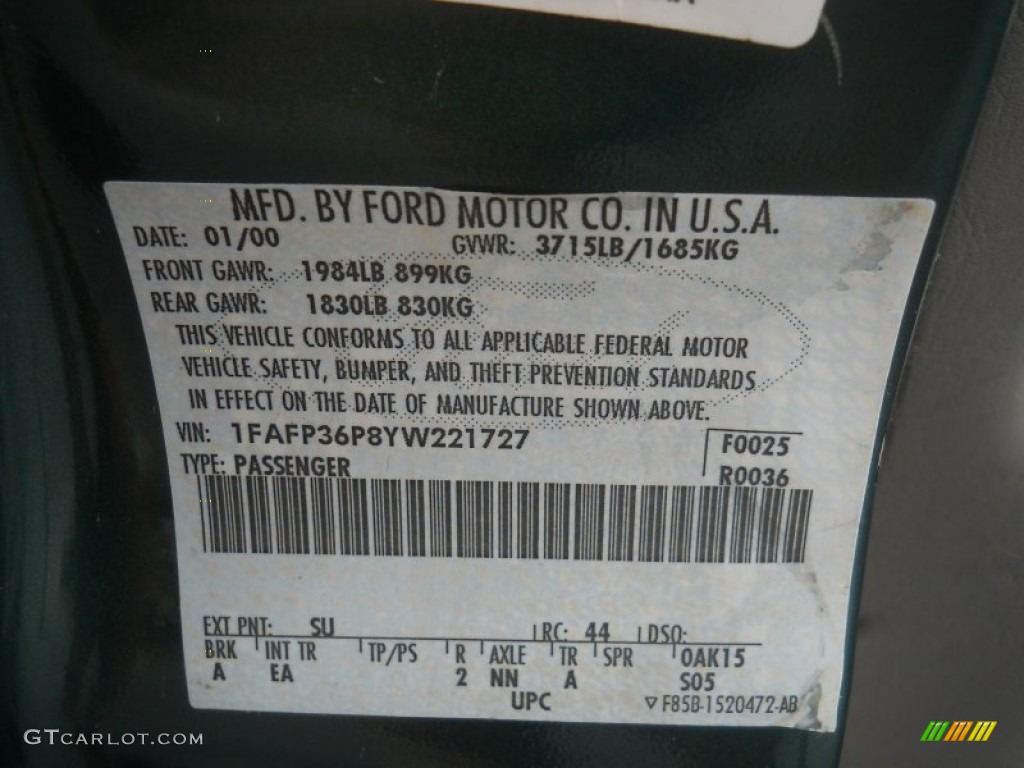 MFD. BY FORD MOTOR CO. IN U.S.A.
DATE: 01/00 GVWR: 3715LB/1685KG
FRONT GAWR: 1984LB 899KG
REAR GAWR: 1830LB 830KG
THIS VEHICLE CONFORMS TO ALL APPLICABLE FEDERAL MOTOR
VEHICLE SAFETY, BUMPER, AND THEFT PREVENTION STANDARDS
IN EFFECT ON THE DATE OF MANUFACTURE SHOWN ABOVE.
VIN: 1FAFP36P8YW221727 F0025
TYPE: PASSENGER R0036
EXT PNT: SU RC: 44 DSO:
BRK INT TR TP/PS R AXLE TR SPR 0AK15
A EA 2 NN A S05
UPC F85B-1520472-AB
GTCARLOT.COM